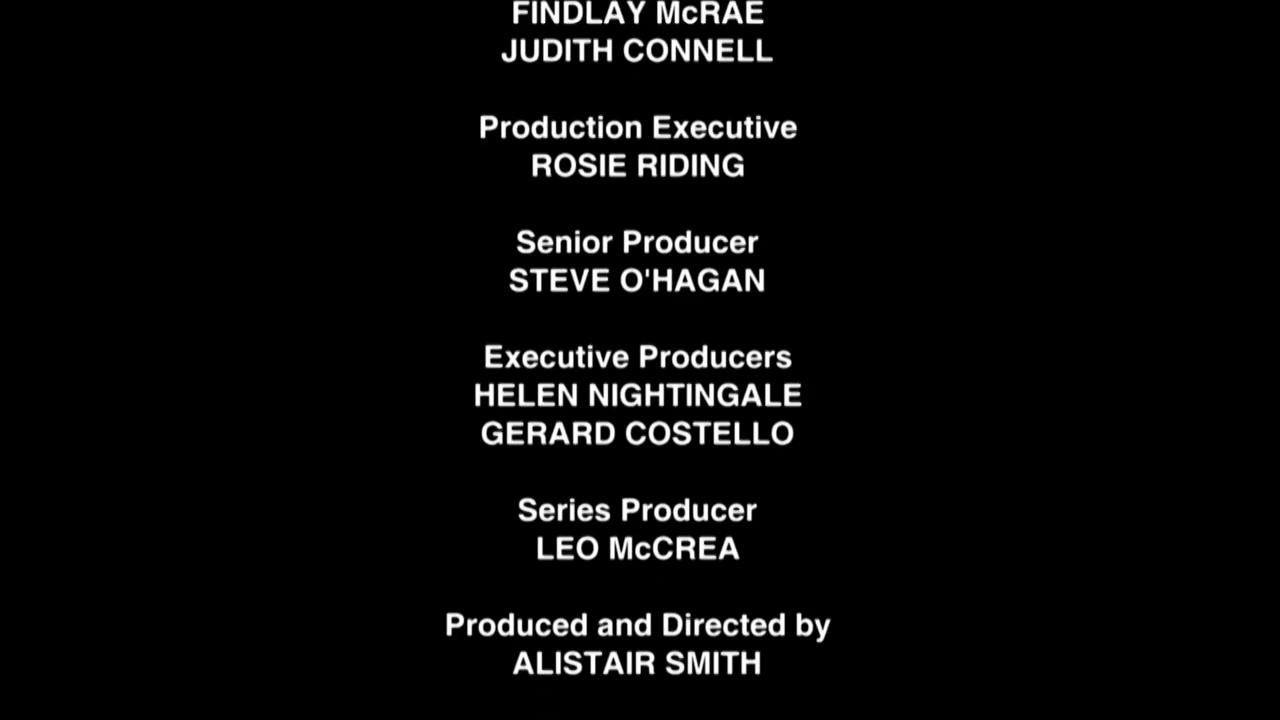 FINDLAY McRAE
JUDITH CONNELL
Production Executive
ROSIE RIDING
Senior Producer
STEVE O'HAGAN
Executive Producers
HELEN NIGHTINGALE
GERARD COSTELLO
Series Producer
LEO McCREA
Produced and Directed by
ALISTAIR SMITH